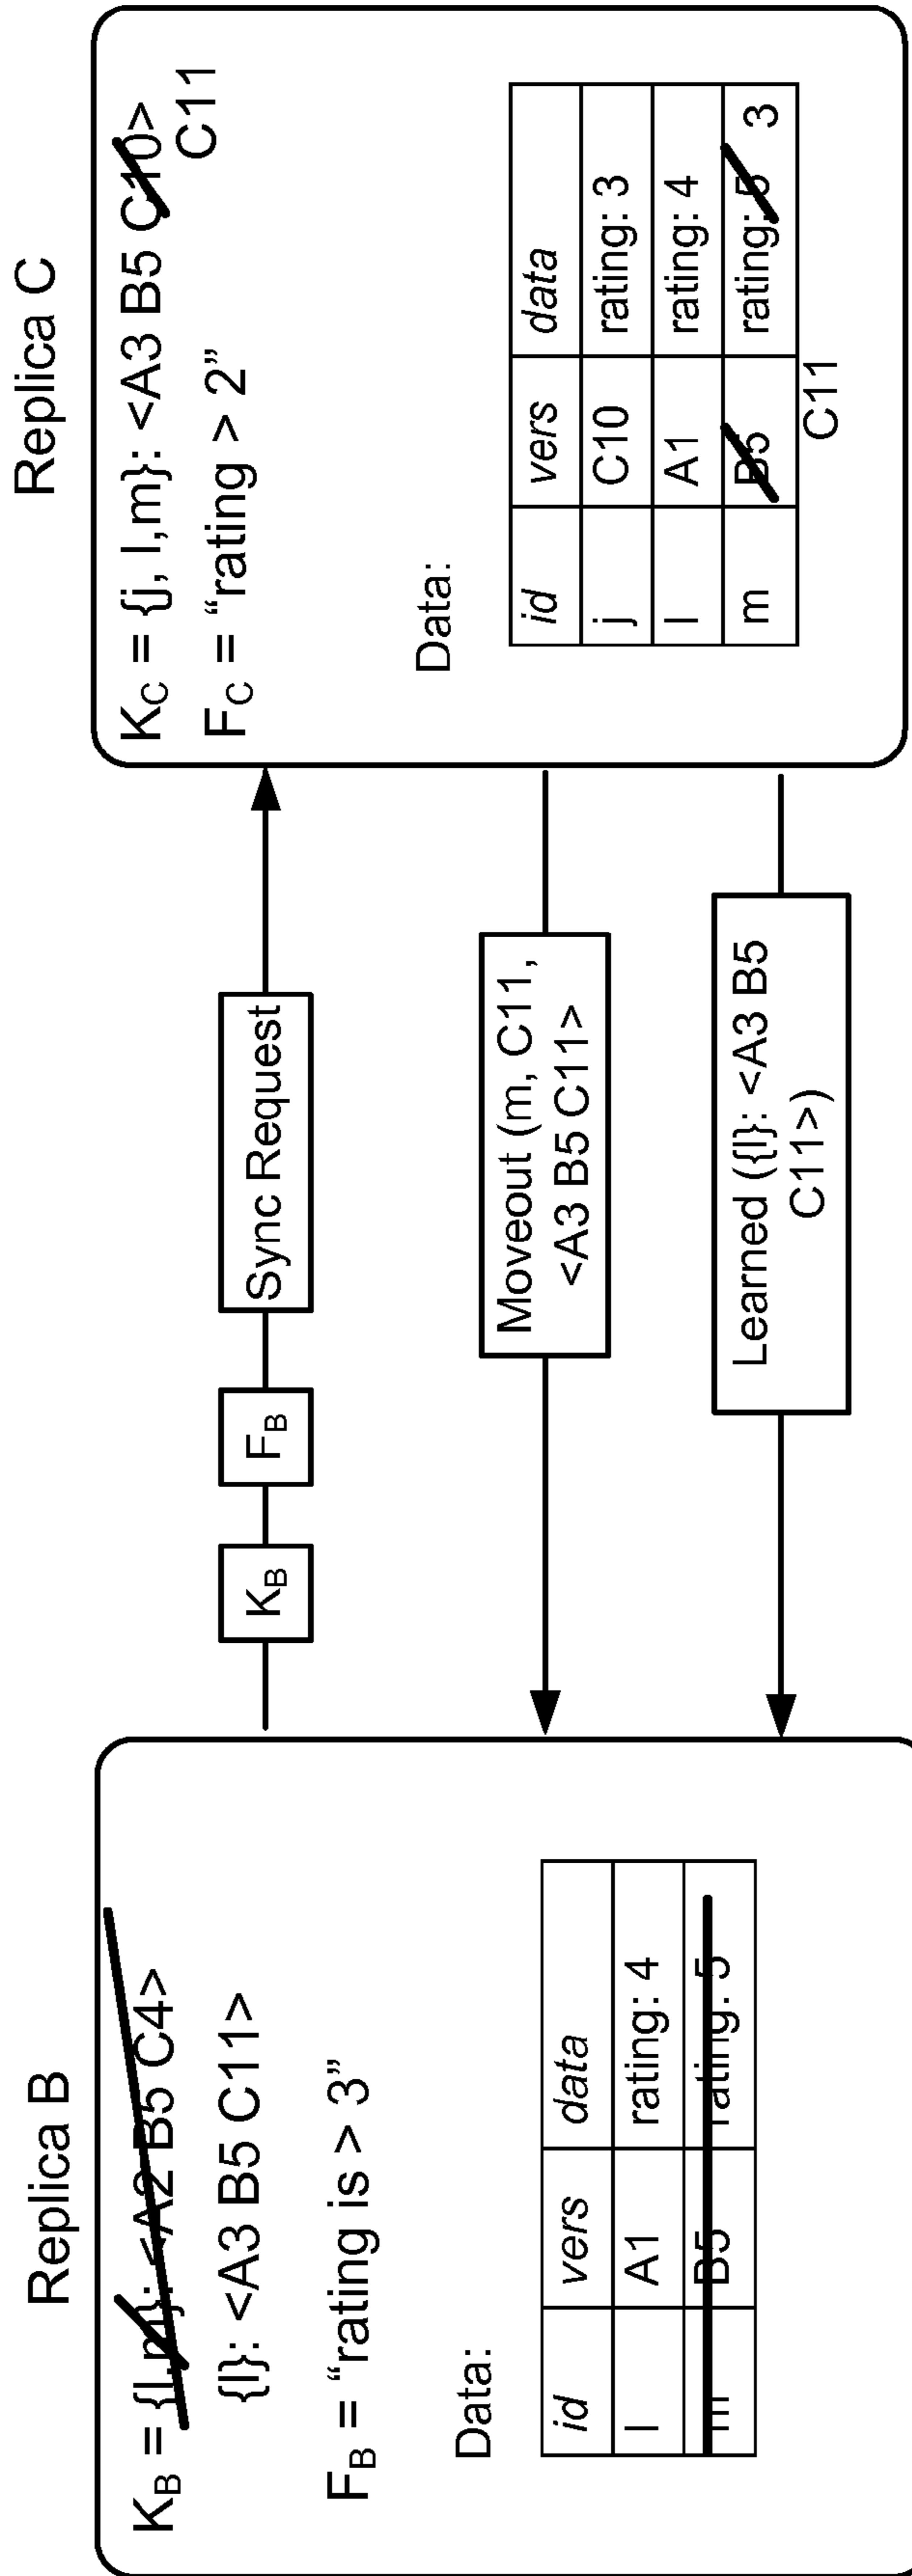 Replica B
K_B = {l,m}: <A2 B5 C4>
{l}: <A3 B5 C11>
F_B = “rating is > 3”
Data:
id vers data
l A1 rating: 4
m B5 rating: 5
K_B
F_B
Sync Request
Moveout (m, C11,
<A3 B5 C11>
Learned ({l}: <A3 B5
C11>)
Replica C
K_C = {j, l,m}: <A3 B5 C10>
C11
F_C = “rating > 2”
Data:
id vers data
j C10 rating: 3
l A1 rating: 4
m B5 rating: 5 3
C11